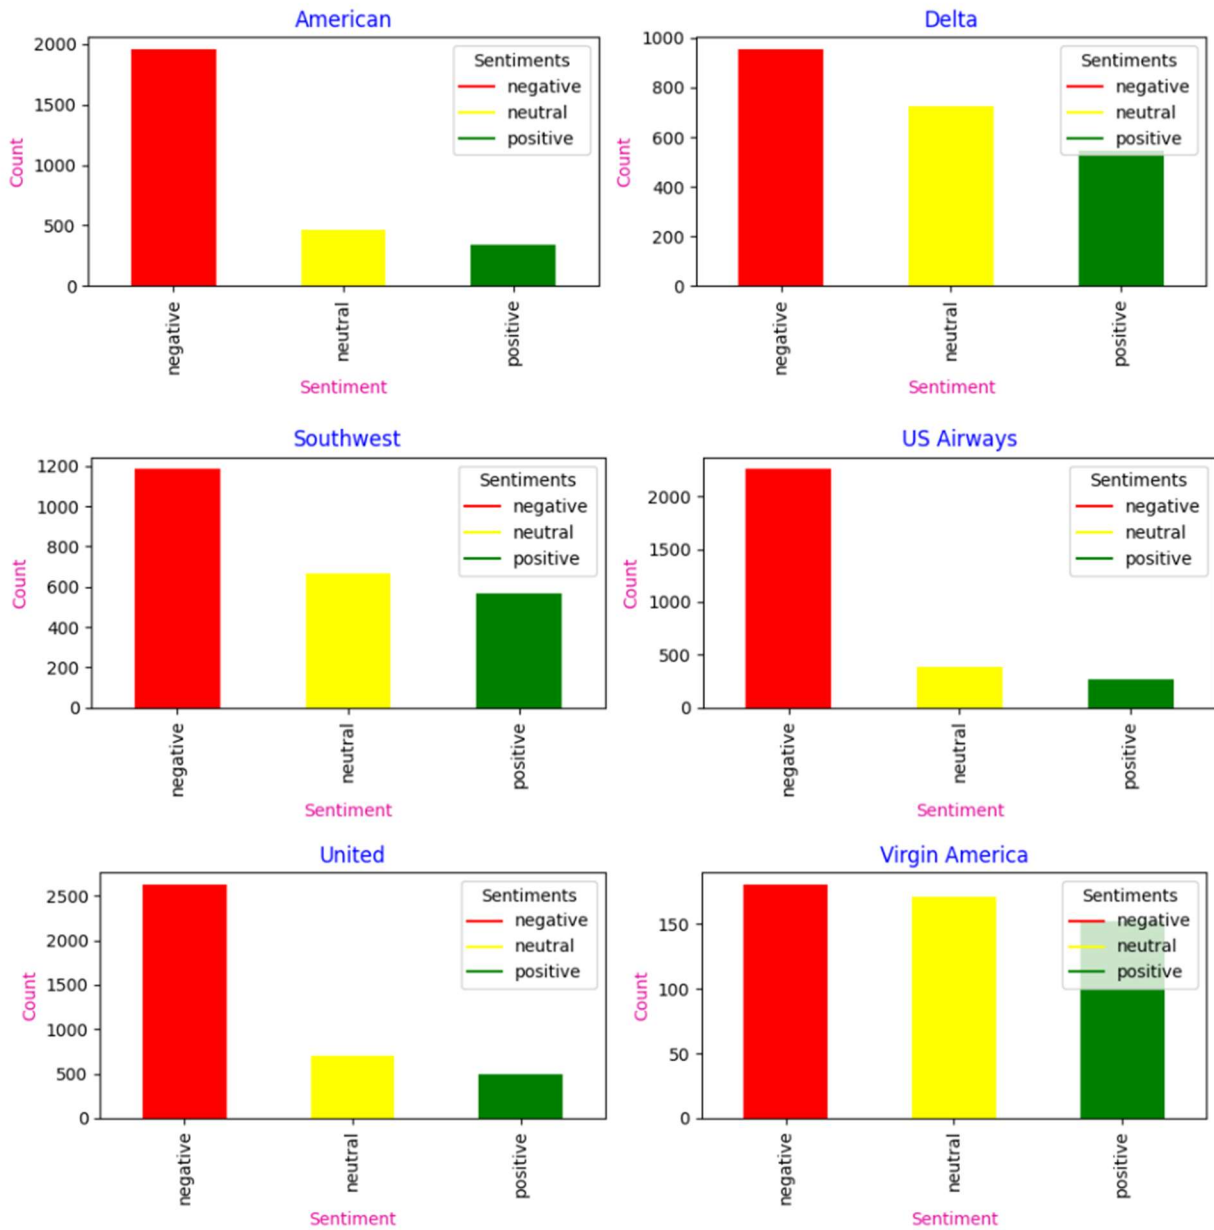 American
2000
1500
1000
500
0
Count
Sentiments
negative
neutral
positive
negative
neutral
positive
Sentiment
Delta
1000
800
600
400
200
0
Count
Sentiments
negative
neutral
positive
negative
neutral
positive
Sentiment
Southwest
1200
1000
800
600
400
200
0
Count
Sentiments
negative
neutral
positive
negative
neutral
positive
Sentiment
US Airways
2000
1500
1000
500
0
Count
Sentiments
negative
neutral
positive
negative
neutral
positive
Sentiment
United
2500
2000
1500
1000
500
0
Count
Sentiments
negative
neutral
positive
negative
neutral
positive
Sentiment
Virgin America
150
100
50
0
Count
Sentiments
negative
neutral
positive
negative
neutral
positive
Sentiment